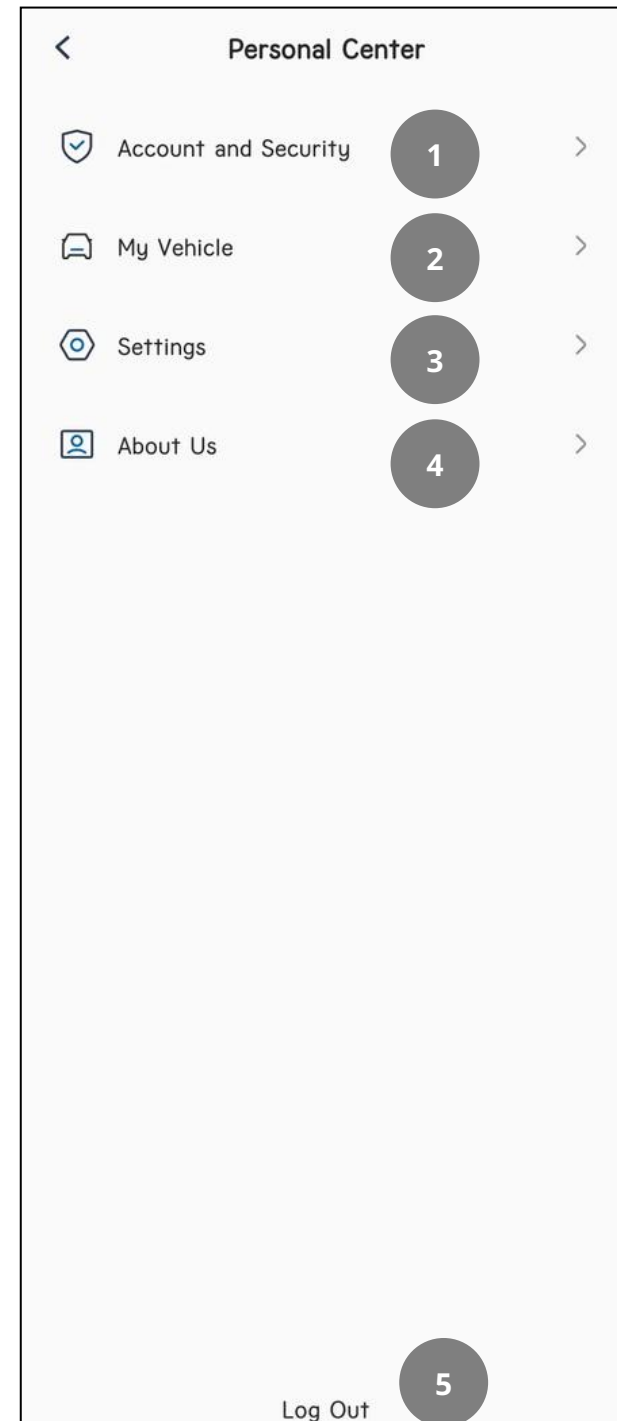 Personal Center
Account and Security 1
My Vehicle 2
Settings 3
About Us 4
5
Log Out